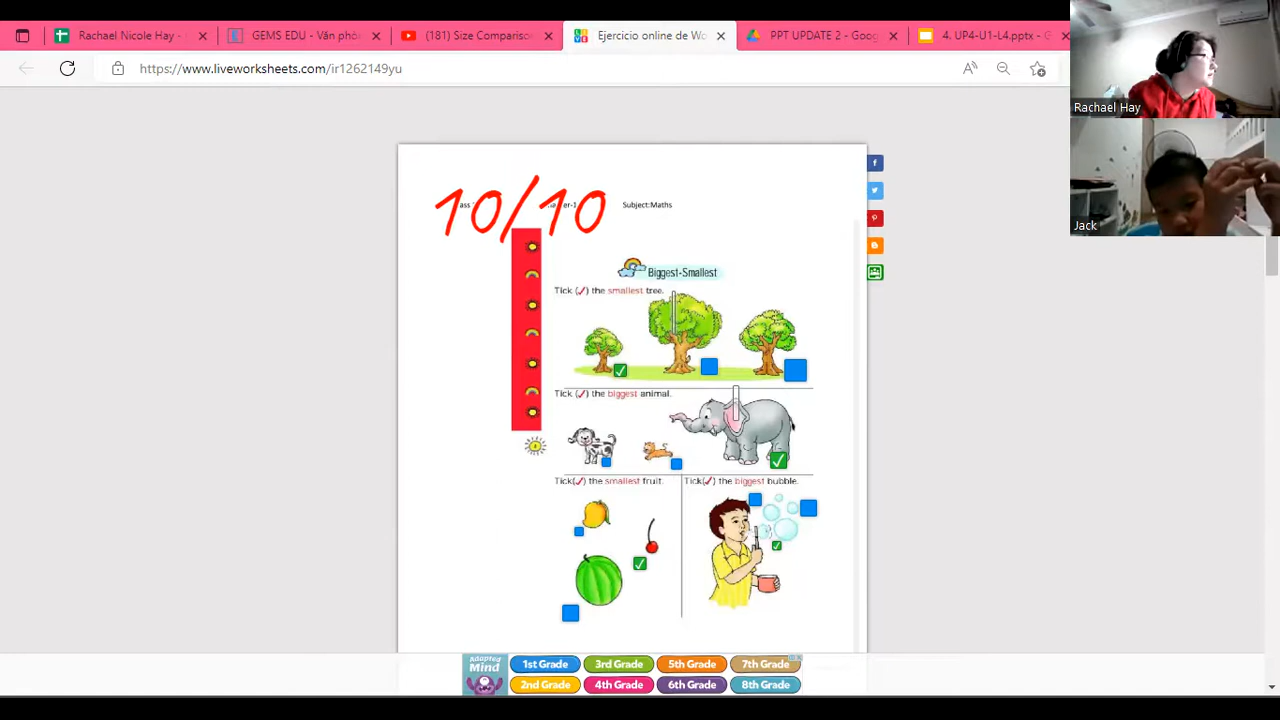 Rachael Nicole Hay -
GEMS EDU - Văn phò
(181) Size Compariso
Ejercicio online de Wo
PPT UPDATE 2 - Goog
4. UP4-U1-L4.pptx - G
https://www.liveworksheets.com/ir1262149yu
Rachael Hay
Jack
10/10
Subject:Maths
Biggest-Smallest
Tick (✓) the smallest tree.
Tick (✓) the biggest animal.
Tick(✓) the smallest fruit.
Tick(✓) the biggest bubble.
adapted Mind
1st Grade 3rd Grade 5th Grade 7th Grade
2nd Grade 4th Grade 6th Grade 8th Grade